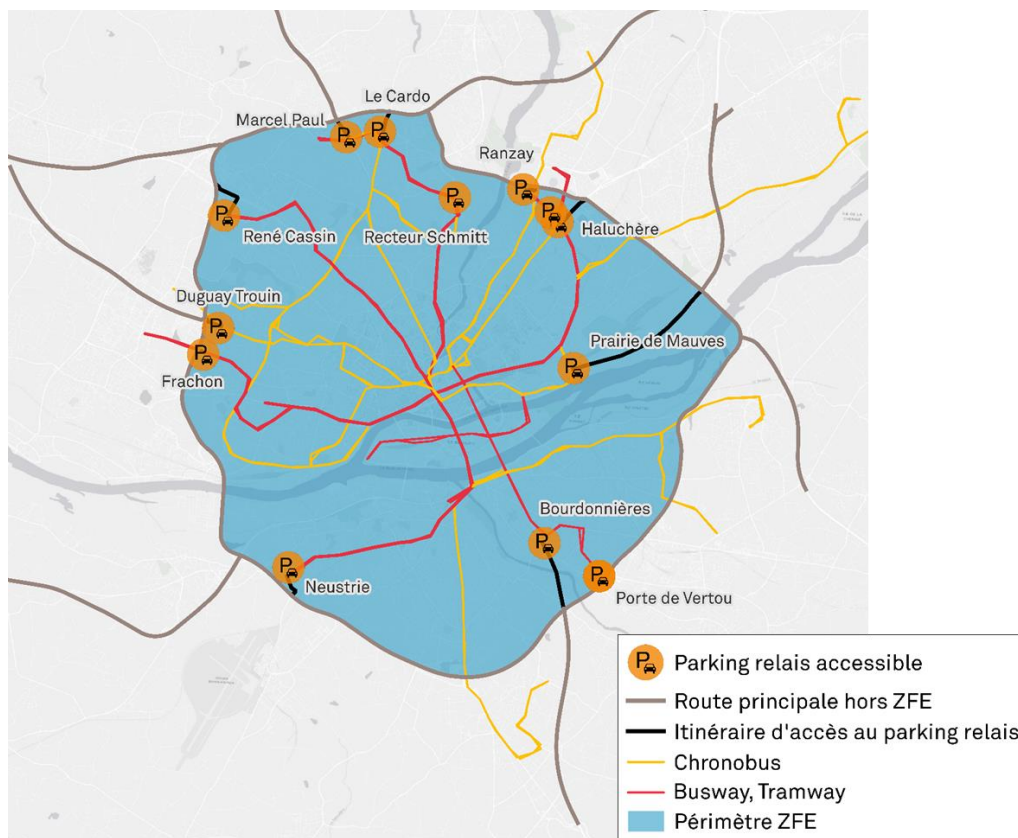 Le Cardo
Marcel Paul
Ranzay
René Cassin
Recteur Schmitt
Haluchère
Duguay Trouin
Prairie de Mauves
Frachon
Bourdonnières
Neustrie
Porte de Vertou
P
P
P
P
P
P
P
P
P
P
P
P
P
P Parking relais accessible
Route principale hors ZFE
Itinéraire d'accès au parking relais
Chronobus
Busway, Tramway
Périmètre ZFE